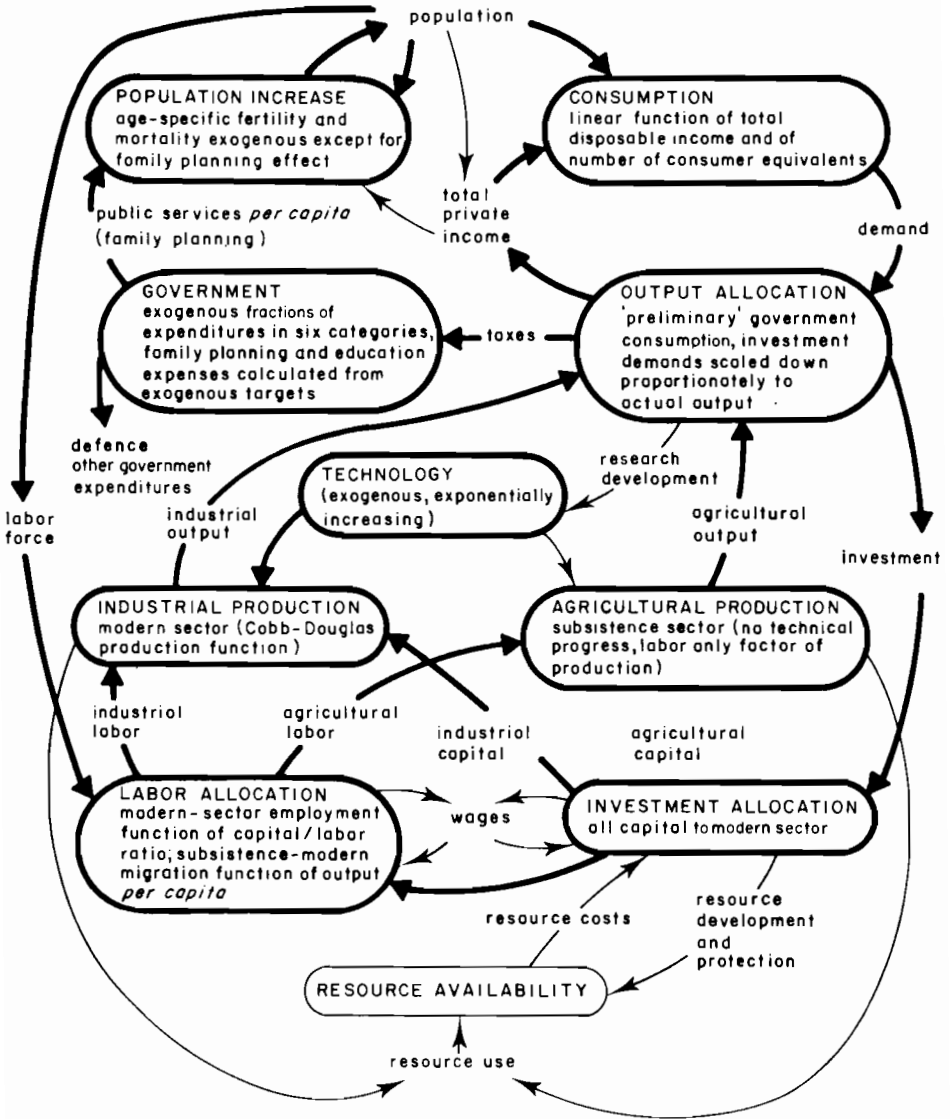 population
POPULATION INCREASE
age-specific fertility and
mortality exogenous except for
family planning effect
CONSUMPTION
linear function of total
disposable income and of
number of consumer equivalents
public services per capita
(family planning)
total
private
income
demand
GOVERNMENT
exogenous fractions of
expenditures in six categories,
family planning and education
expenses calculated from
exogenous targets
taxes
OUTPUT ALLOCATION
'preliminary' government
consumption, investment
demands scaled down
proportionately to
actual output
defence
other government
expenditures
TECHNOLOGY
(exogenous, exponentially
increasing)
research
development
labor
force
industrial
output
agricultural
output
investment
INDUSTRIAL PRODUCTION
modern sector (Cobb-Douglas
production function)
AGRICULTURAL PRODUCTION
subsistence sector (no technical
progress, labor only factor of
production)
industrial
labor
agricultural
labor
industrial
capital
agricultural
capital
LABOR ALLOCATION
modern-sector employment
function of capital/labor
ratio; subsistence-modern
migration function of output
per capita
wages
INVESTMENT ALLOCATION
all capital to modern sector
resource costs
resource
development
and
protection
RESOURCE AVAILABILITY
resource use